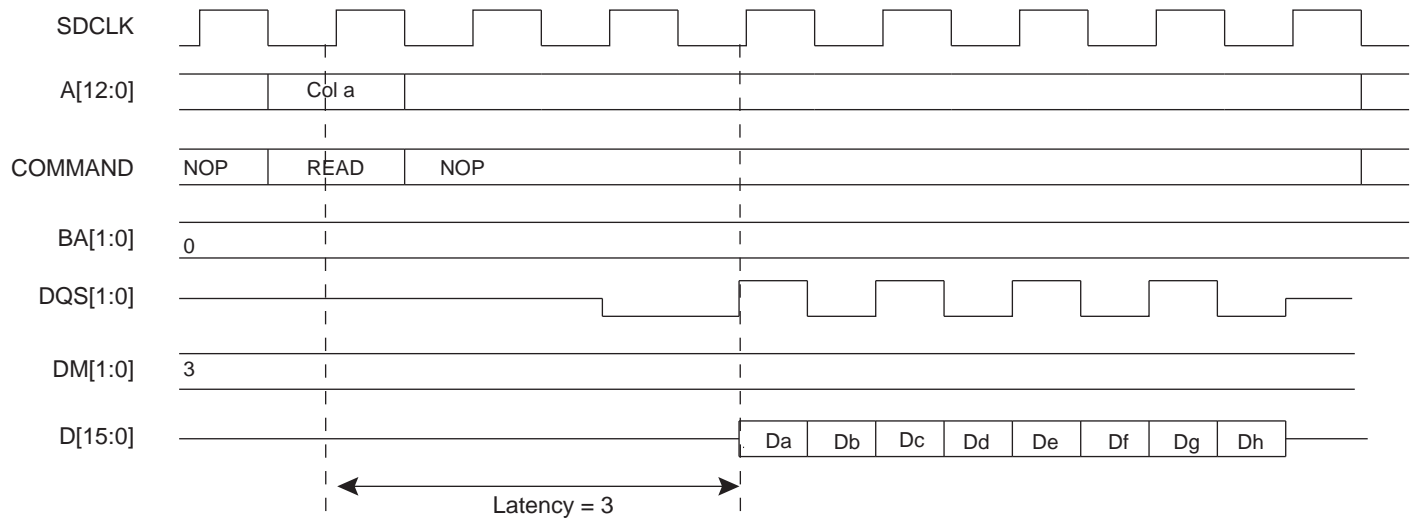 SDCLK
A[12:0]
Col a
COMMAND
NOP READ NOP
BA[1:0]
0
DQS[1:0]
DM[1:0]
3
D[15:0]
Da Db Dc Dd De Df Dg Dh
Latency = 3